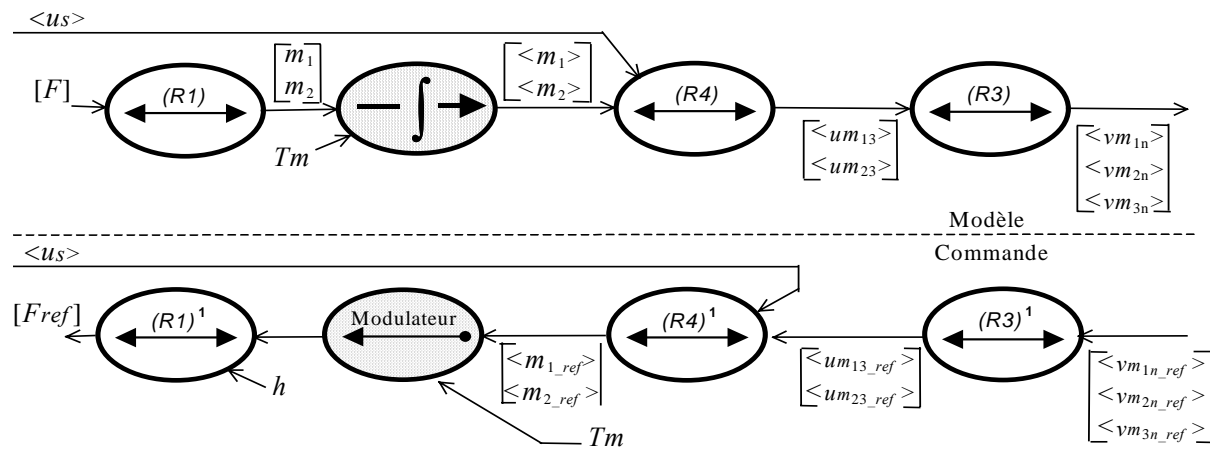 <us>
[F]
(R1)
[m₁
m₂]
Tm
[<m₁>
<m₂>]
(R4)
[<um₁₃>
<um₂₃>]
(R3)
[<vm₁ₙ>
<vm₂ₙ>
<vm₃ₙ>]
Modèle
Commande
<us>
[Fref]
(R1)¹
h
Modulateur
Tm
[<m₁_ref>
<m₂_ref>]
(R4)¹
[<um₁₃_ref>
<um₂₃_ref>]
(R3)¹
[<vm₁ₙ_ref>
<vm₂ₙ_ref>
<vm₃ₙ_ref>]